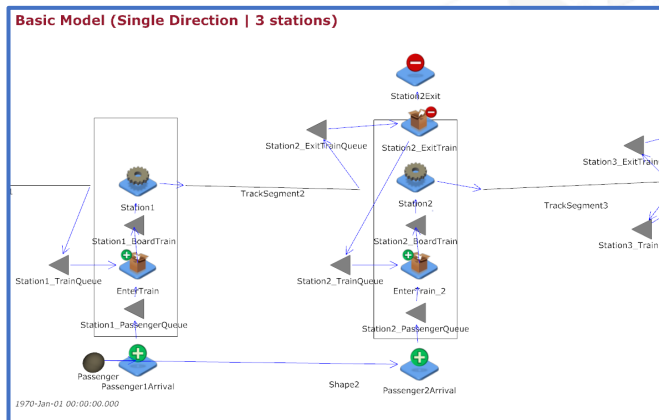 Basic Model (Single Direction | 3 stations)
Station2Exit
Station2_ExitTrainQueue
Station2_ExitTrain
Station3_ExitTrain
Station1
TrackSegment2
Station2
TrackSegment3
Station1_BoardTrain
Station2_BoardTrain
Station3_Train
Station1_TrainQueue
EnterTrain
Station2_TrainQueue
EnterTrain_2
Station1_PassengerQueue
Station2_PassengerQueue
Passenger
Passenger1Arrival
Shape2
Passenger2Arrival
1970-Jan-01 00:00:00.000